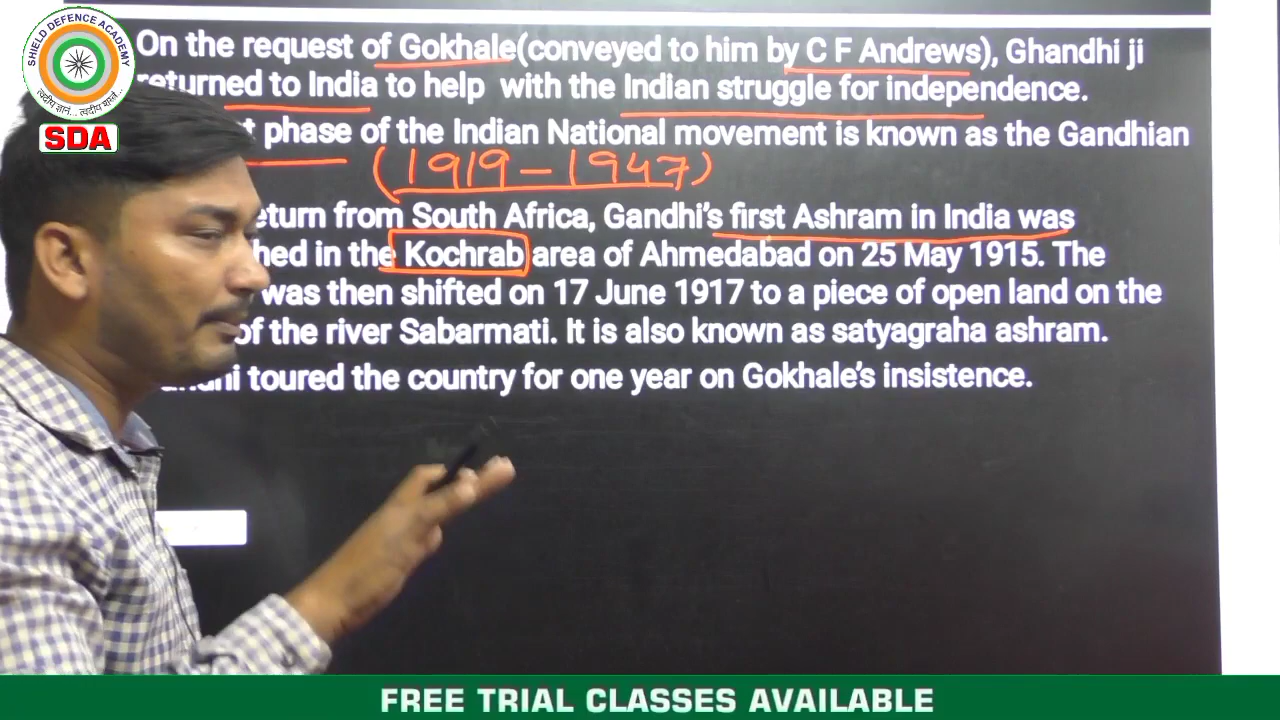 SHIELD DEFENCE ACADEMY
SDA
On the request of Gokhale(conveyed to him by C F Andrews), Ghandhi ji
returned to India to help with the Indian struggle for independence.
phase of the Indian National movement is known as the Gandhian
(1919-1947)
return from South Africa, Gandhi's first Ashram in India was
in the Kochrab area of Ahmedabad on 25 May 1915. The
was then shifted on 17 June 1917 to a piece of open land on the
of the river Sabarmati. It is also known as satyagraha ashram.
toured the country for one year on Gokhale's insistence.
FREE TRIAL CLASSES AVAILABLE